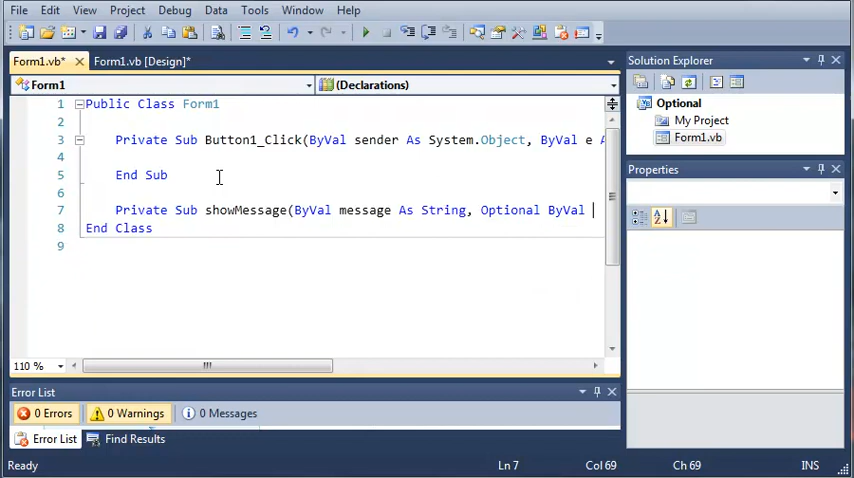 File Edit View Project Debug Data Tools Window Help
Form1.vb* Form1.vb [Design]*
Form1 (Declarations)
1 Public Class Form1
2
3 Private Sub Button1_Click(ByVal sender As System.Object, ByVal e A
4
5 End Sub
6
7 Private Sub showMessage(ByVal message As String, Optional ByVal
8 End Class
9
110 %
Error List
0 Errors 0 Warnings 0 Messages
Error List Find Results
Ready Ln 7 Col 69 Ch 69 INS
Solution Explorer
Optional
My Project
Form1.vb
Properties